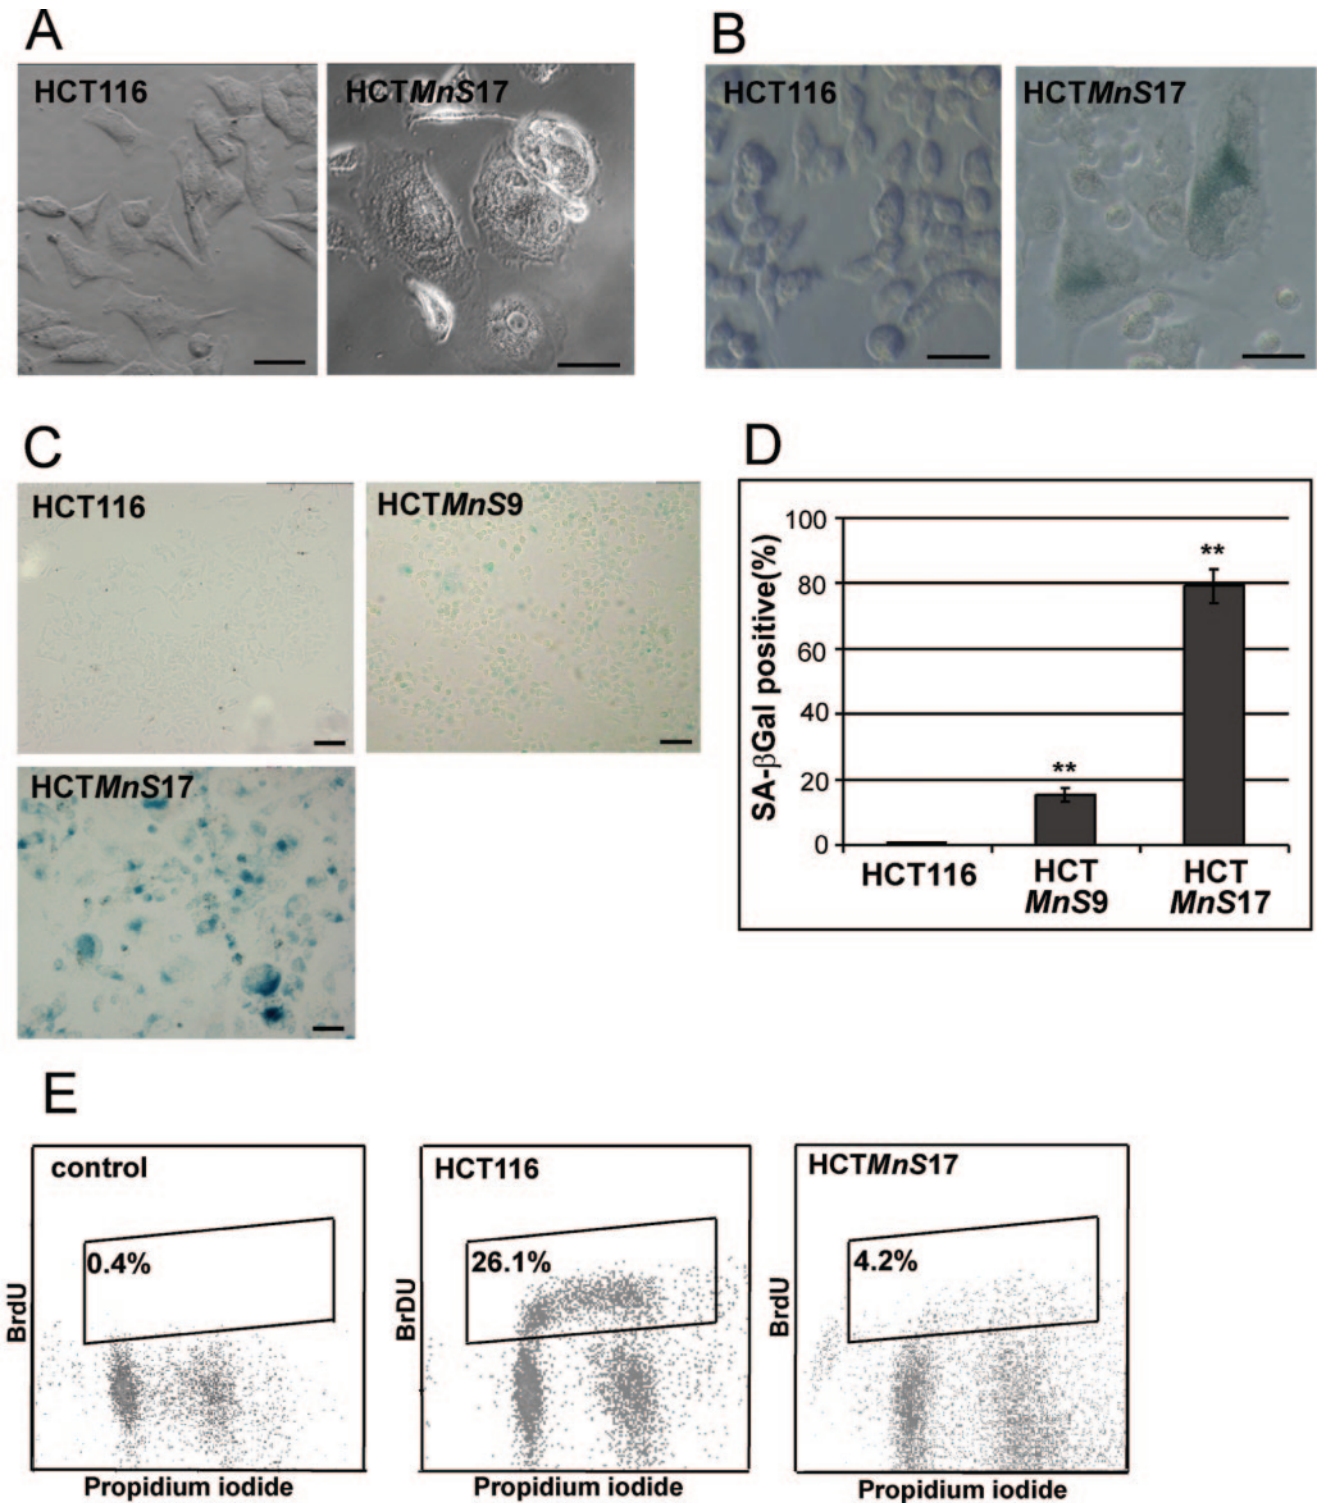 A
HCT116
HCTMnS17
B
HCT116
HCTMnS17
C
HCT116
HCTMnS9
HCTMnS17
D
SA-βGal positive(%)
100
80
60
40
20
0
**
**
HCT116
HCT
MnS9
HCT
MnS17
E
control
0.4%
BrdU
Propidium iodide
HCT116
26.1%
BrDU
Propidium iodide
HCTMnS17
4.2%
BrdU
Propidium iodide